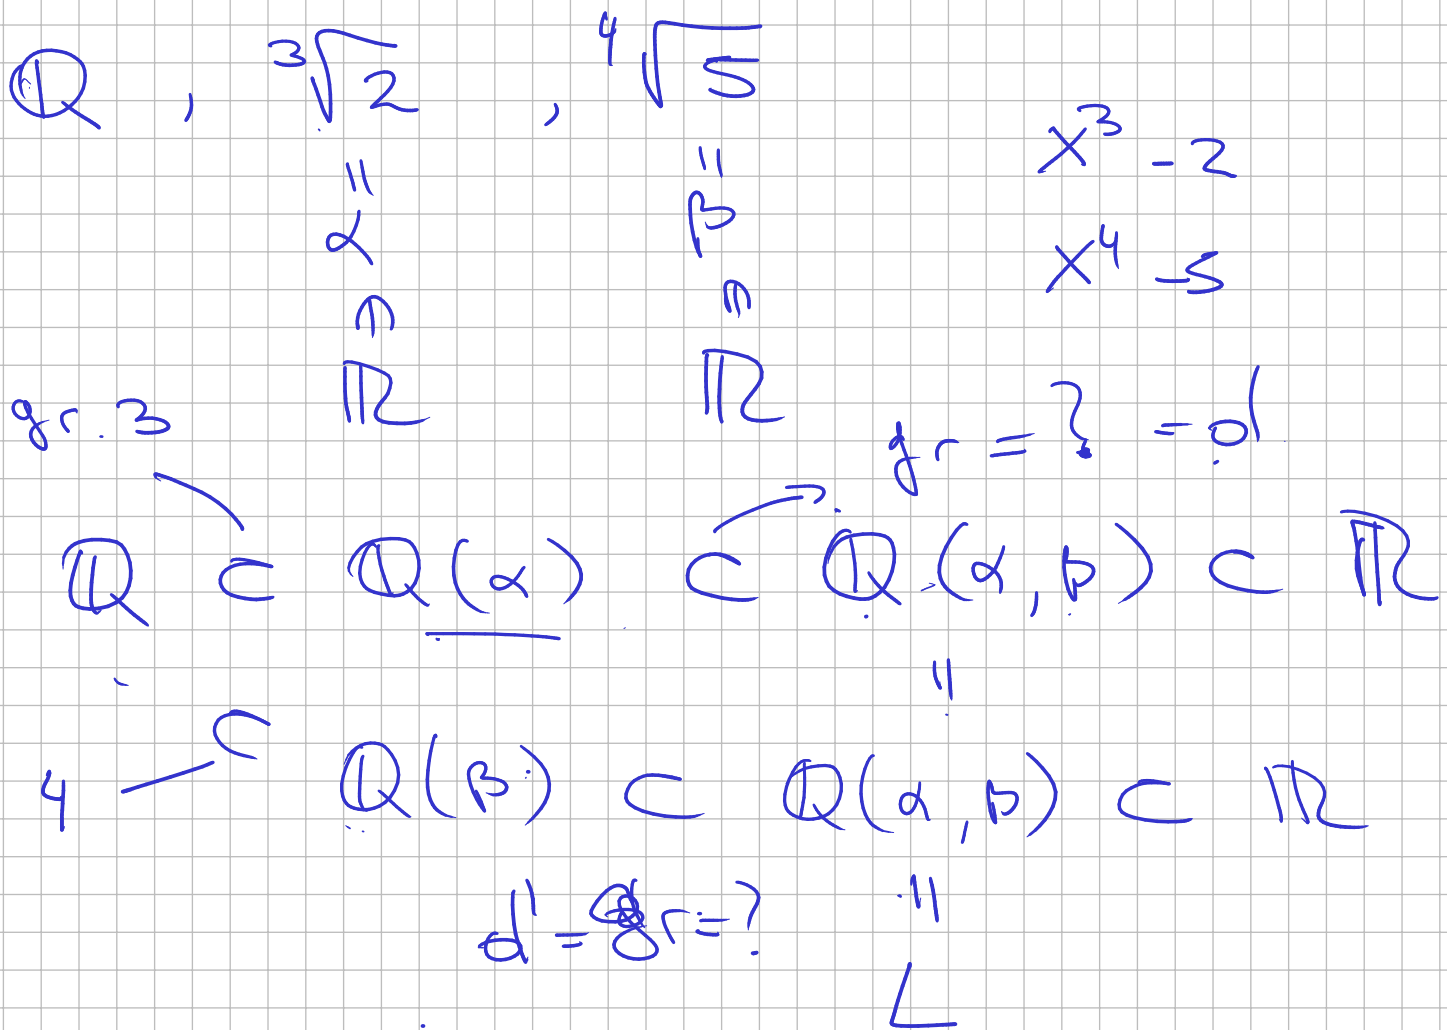 ℚ , ∛2 , ∜5
x³ - 2
= α ∈ ℝ = β ∈ ℝ
x⁴ - 5
gr. 3
gr = ? = d
ℚ ⊂ ℚ(α) ⊂ ℚ(α, β) ⊂ ℝ
=
4 ⊂ ℚ(β) ⊂ ℚ(α, β) ⊂ ℝ
d' = gr = ?
=
L